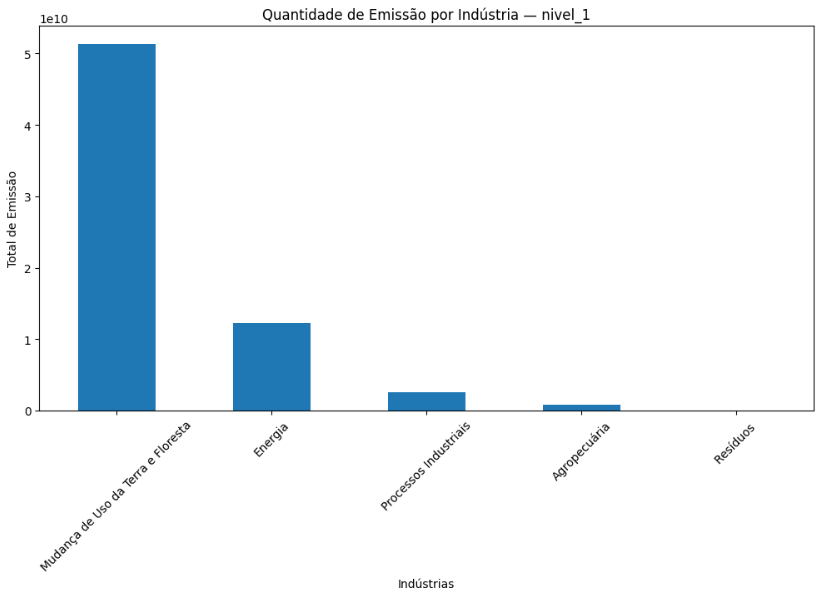 Quantidade de Emissão por Indústria — nivel_1
1e10
Total de Emissão
5
4
3
2
1
0
Mudança de Uso da Terra e Floresta
Energia
Processos Industriais
Agropecuária
Resíduos
Indústrias